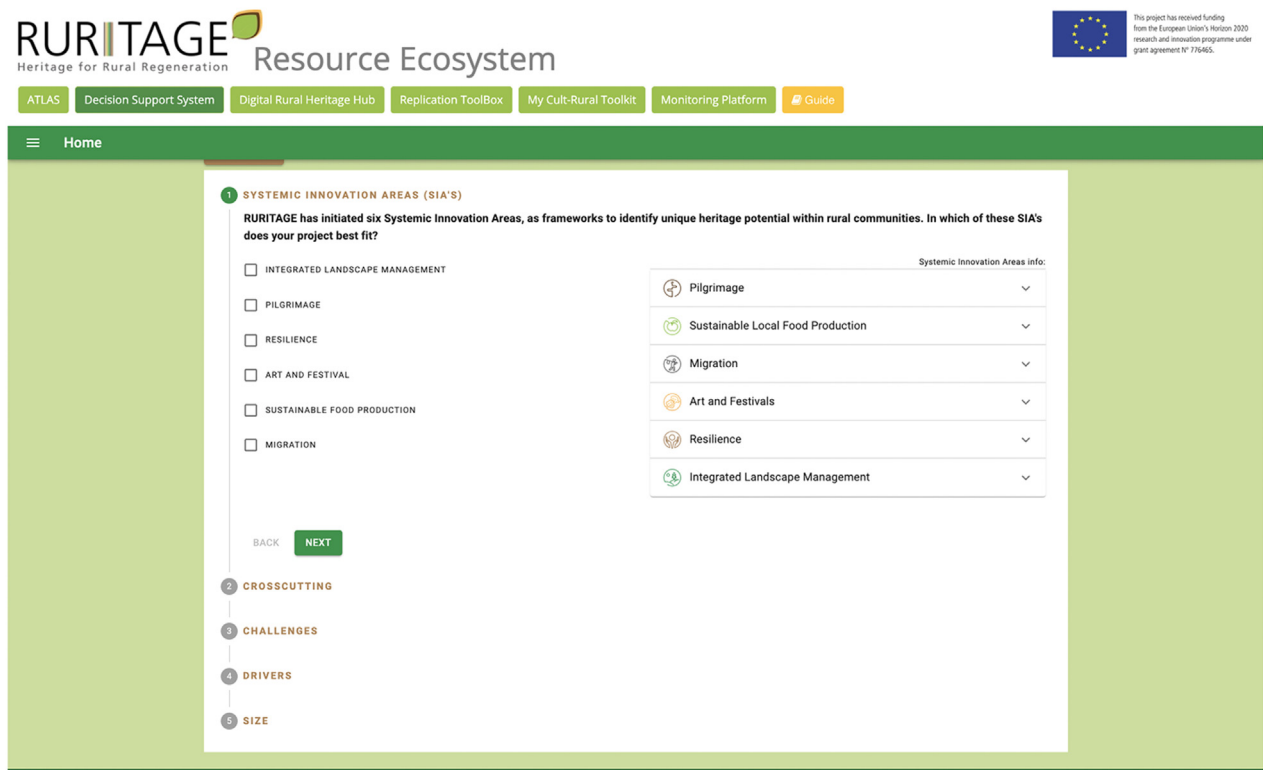 RURITAGE
Heritage for Rural Regeneration
Resource Ecosystem
This project has received funding
from the European Union's Horizon 2020
research and innovation programme under
grant agreement N° 776465.
ATLAS
Decision Support System
Digital Rural Heritage Hub
Replication ToolBox
My Cult-Rural Toolkit
Monitoring Platform
Guide
Home
1 SYSTEMIC INNOVATION AREAS (SIA'S)
RURITAGE has initiated six Systemic Innovation Areas, as frameworks to identify unique heritage potential within rural communities. In which of these SIA's
does your project best fit?
INTEGRATED LANDSCAPE MANAGEMENT
PILGRIMAGE
RESILIENCE
ART AND FESTIVAL
SUSTAINABLE FOOD PRODUCTION
MIGRATION
Systemic Innovation Areas info:
Pilgrimage
Sustainable Local Food Production
Migration
Art and Festivals
Resilience
Integrated Landscape Management
BACK
NEXT
2 CROSSCUTTING
3 CHALLENGES
4 DRIVERS
5 SIZE